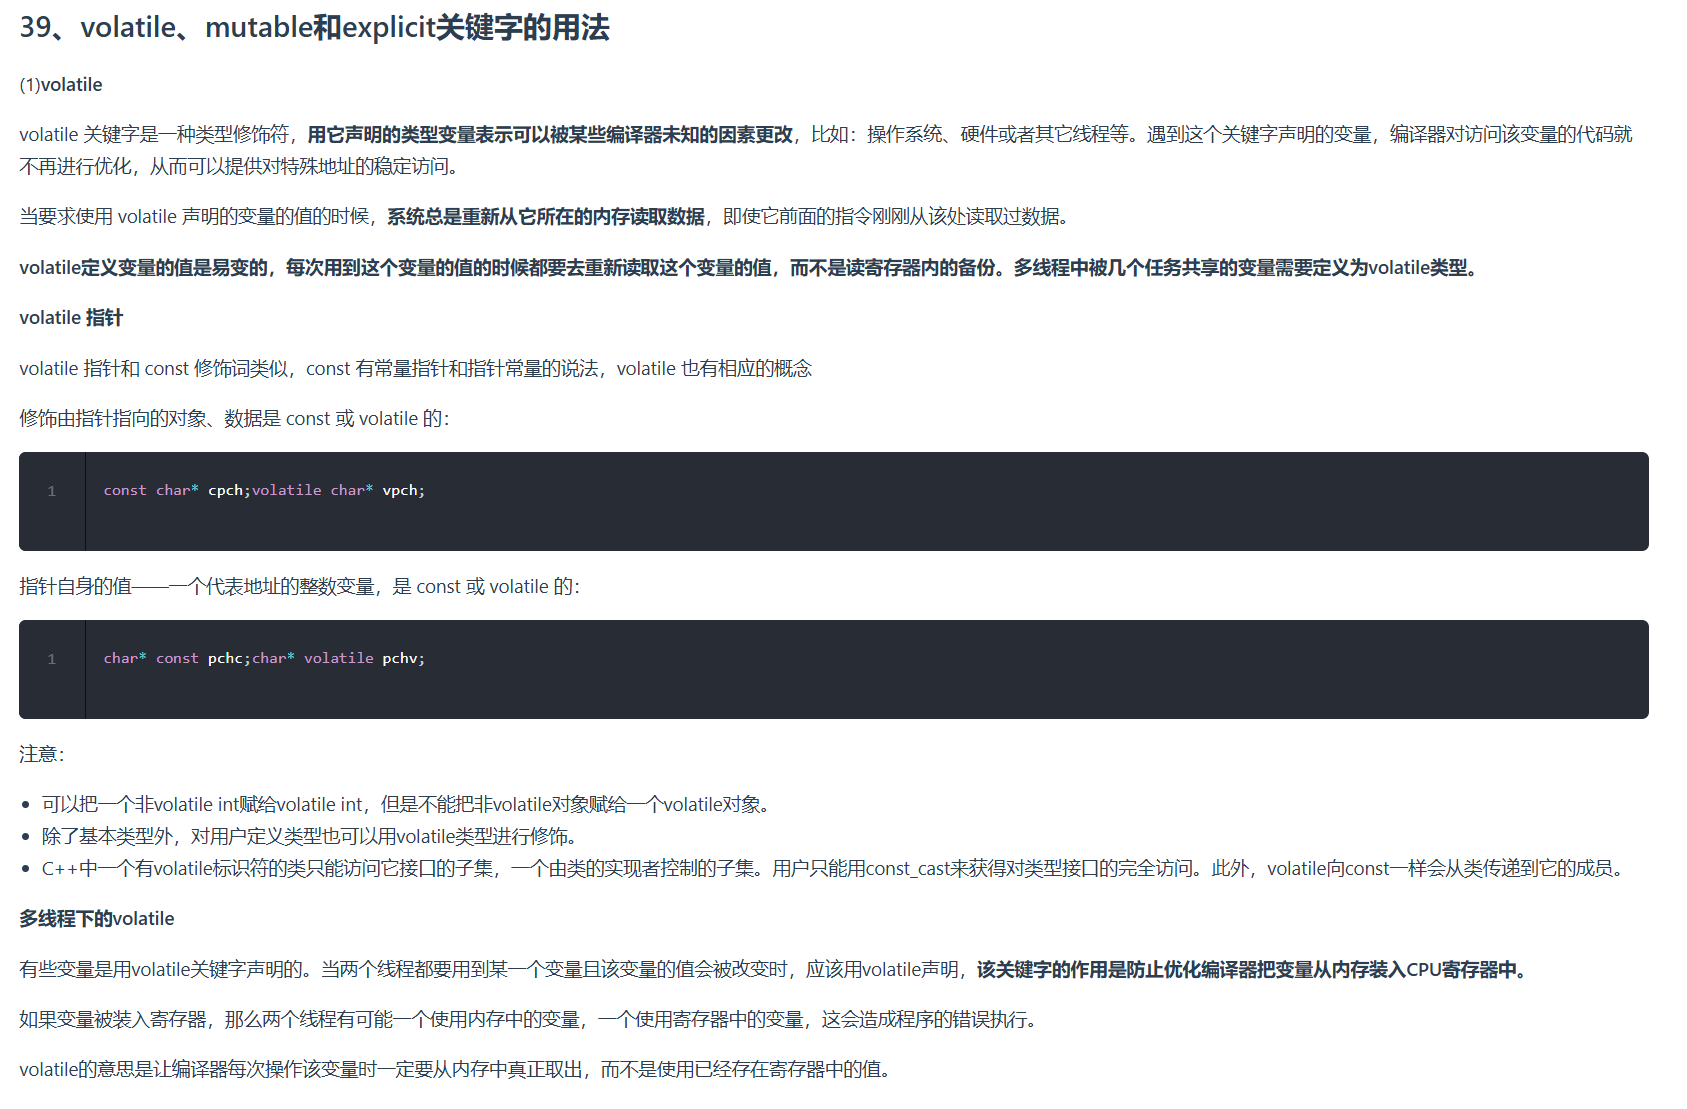 39、volatile、mutable和explicit关键字的用法
(1)volatile
volatile 关键字是一种类型修饰符，用它声明的类型变量表示可以被某些编译器未知的因素更改，比如：操作系统、硬件或者其它线程等。遇到这个关键字声明的变量，编译器对访问该变量的代码就
不再进行优化，从而可以提供对特殊地址的稳定访问。
当要求使用 volatile 声明的变量的值的时候，系统总是重新从它所在的内存读取数据，即使它前面的指令刚刚从该处读取过数据。
volatile定义变量的值是易变的，每次用到这个变量的值的时候都要去重新读取这个变量的值，而不是读寄存器内的备份。多线程中被几个任务共享的变量需要定义为volatile类型。
volatile 指针
volatile 指针和 const 修饰词类似，const 有常量指针和指针常量的说法，volatile 也有相应的概念
修饰由指针指向的对象、数据是 const 或 volatile 的：
1 const char* cpch;volatile char* vpch;
指针自身的值——一个代表地址的整数变量，是 const 或 volatile 的：
1 char* const pchc;char* volatile pchv;
注意：
• 可以把一个非volatile int赋给volatile int，但是不能把非volatile对象赋给一个volatile对象。
• 除了基本类型外，对用户定义类型也可以用volatile类型进行修饰。
• C++中一个有volatile标识符的类只能访问它接口的子集，一个由类的实现者控制的子集。用户只能用const_cast来获得对类型接口的完全访问。此外，volatile向const一样会从类传递到它的成员。
多线程下的volatile
有些变量是用volatile关键字声明的。当两个线程都要用到某一个变量且该变量的值会被改变时，应该用volatile声明，该关键字的作用是防止优化编译器把变量从内存装入CPU寄存器中。
如果变量被装入寄存器，那么两个线程有可能一个使用内存中的变量，一个使用寄存器中的变量，这会造成程序的错误执行。
volatile的意思是让编译器每次操作该变量时一定要从内存中真正取出，而不是使用已经存在寄存器中的值。